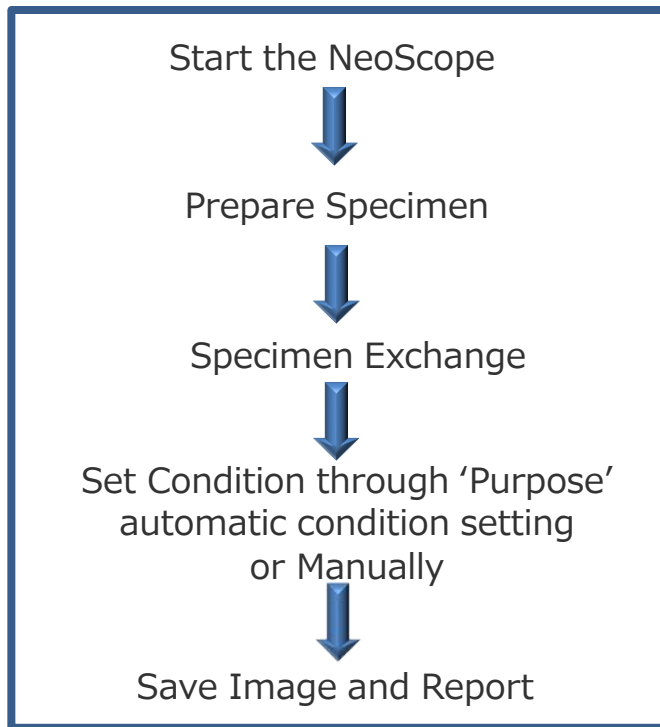 Start the NeoScope
Prepare Specimen
Specimen Exchange
Set Condition through ‘Purpose’
automatic condition setting
or Manually
Save Image and Report